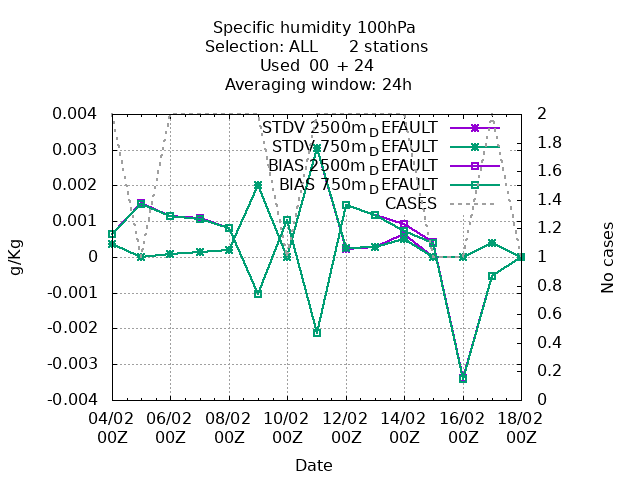 Specific humidity 100hPa
Selection: ALL 2 stations
Used 00 + 24
Averaging window: 24h
0.004
0.003
0.002
0.001
0
-0.001
-0.002
-0.003
-0.004
g/Kg
2
1.8
1.6
1.4
1.2
1
0.8
0.6
0.4
0.2
0
No cases
STDV 2500m_DEFAULT
STDV 750m_DEFAULT
BIAS 2500m_DEFAULT
BIAS 750m_DEFAULT
CASES
04/02 06/02 08/02 10/02 12/02 14/02 16/02 18/02
00Z 00Z 00Z 00Z 00Z 00Z 00Z 00Z
Date